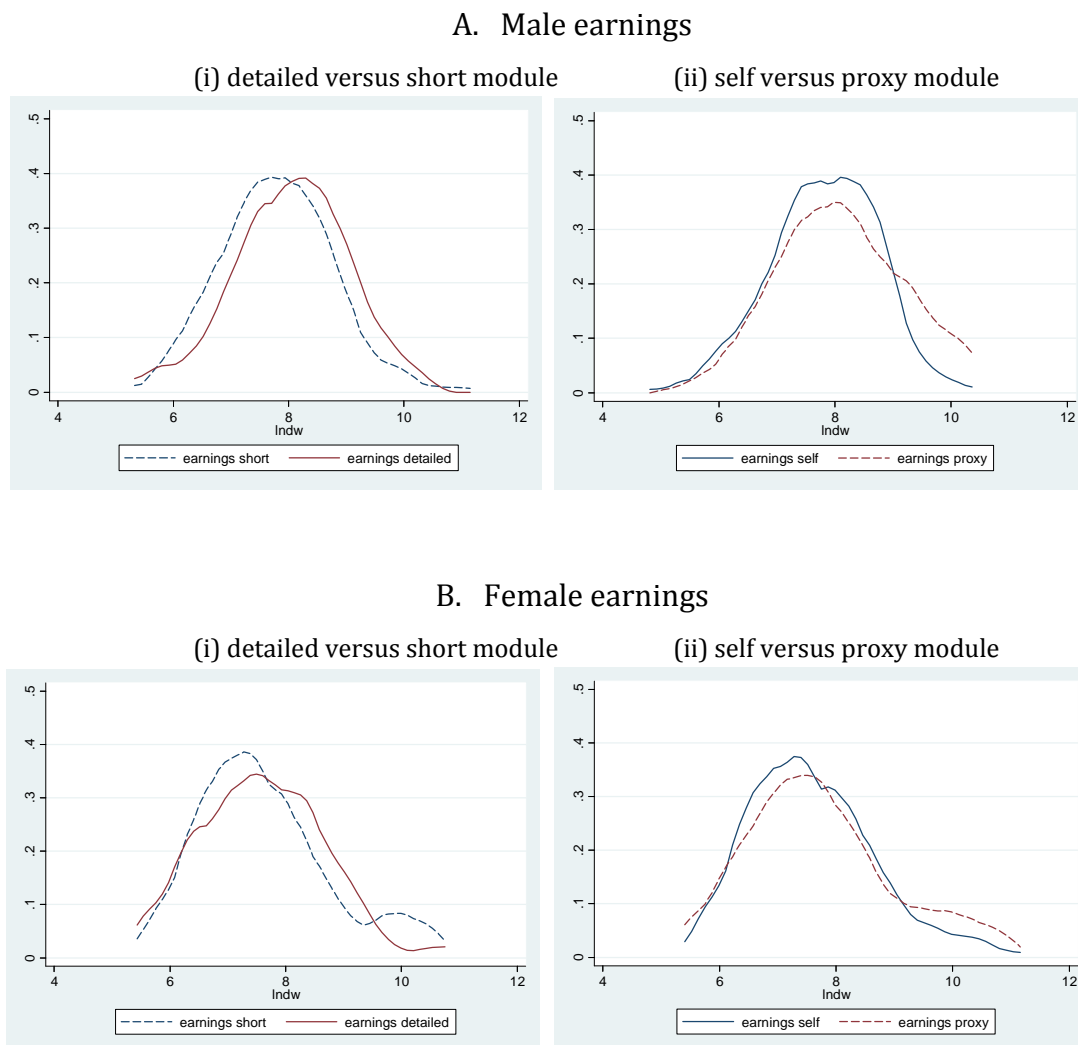 A. Male earnings
(i) detailed versus short module
(ii) self versus proxy module
.5
.4
.3
.2
.1
0
4
6
8
10
12
lndw
earnings short
earnings detailed
.5
.4
.3
.2
.1
0
4
6
8
10
12
lndw
earnings self
earnings proxy
B. Female earnings
(i) detailed versus short module
(ii) self versus proxy module
.5
.4
.3
.2
.1
0
4
6
8
10
12
lndw
earnings short
earnings detailed
.5
.4
.3
.2
.1
0
4
6
8
10
12
lndw
earnings self
earnings proxy